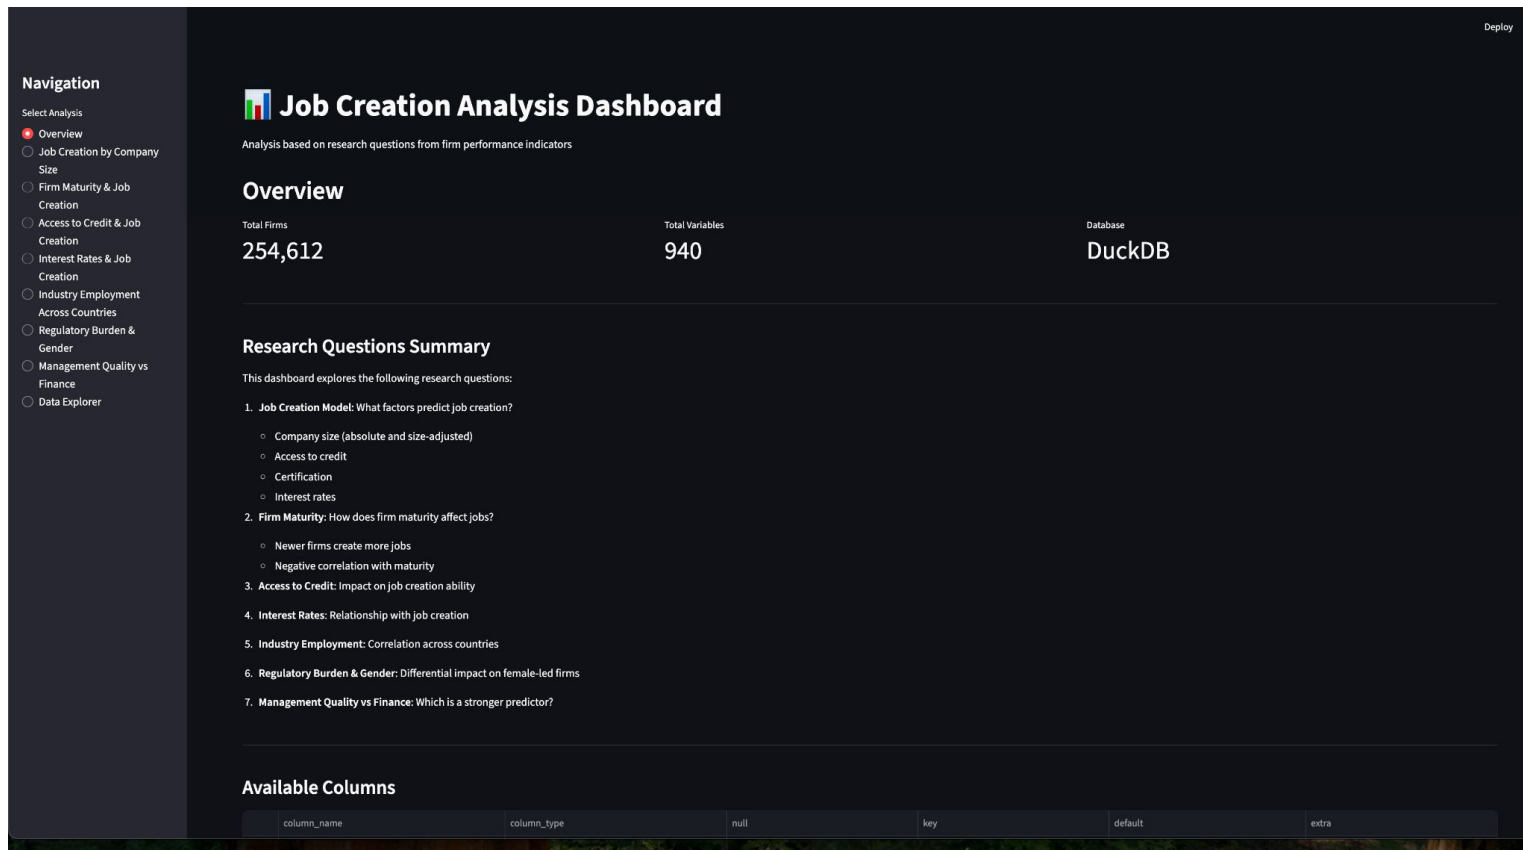 Deploy
Navigation
Select Analysis
Overview
Job Creation by Company
Size
Firm Maturity & Job
Creation
Access to Credit & Job
Creation
Interest Rates & Job
Creation
Industry Employment
Across Countries
Regulatory Burden &
Gender
Management Quality vs
Finance
Data Explorer
Job Creation Analysis Dashboard
Analysis based on research questions from firm performance indicators
Overview
Total Firms
254,612
Total Variables
940
Database
DuckDB
Research Questions Summary
This dashboard explores the following research questions:
1. Job Creation Model: What factors predict job creation?
Company size (absolute and size-adjusted)
Access to credit
Certification
Interest rates
2. Firm Maturity: How does firm maturity affect jobs?
Newer firms create more jobs
Negative correlation with maturity
3. Access to Credit: Impact on job creation ability
4. Interest Rates: Relationship with job creation
5. Industry Employment: Correlation across countries
6. Regulatory Burden & Gender: Differential impact on female-led firms
7. Management Quality vs Finance: Which is a stronger predictor?
Available Columns
column_name column_type null key default extra